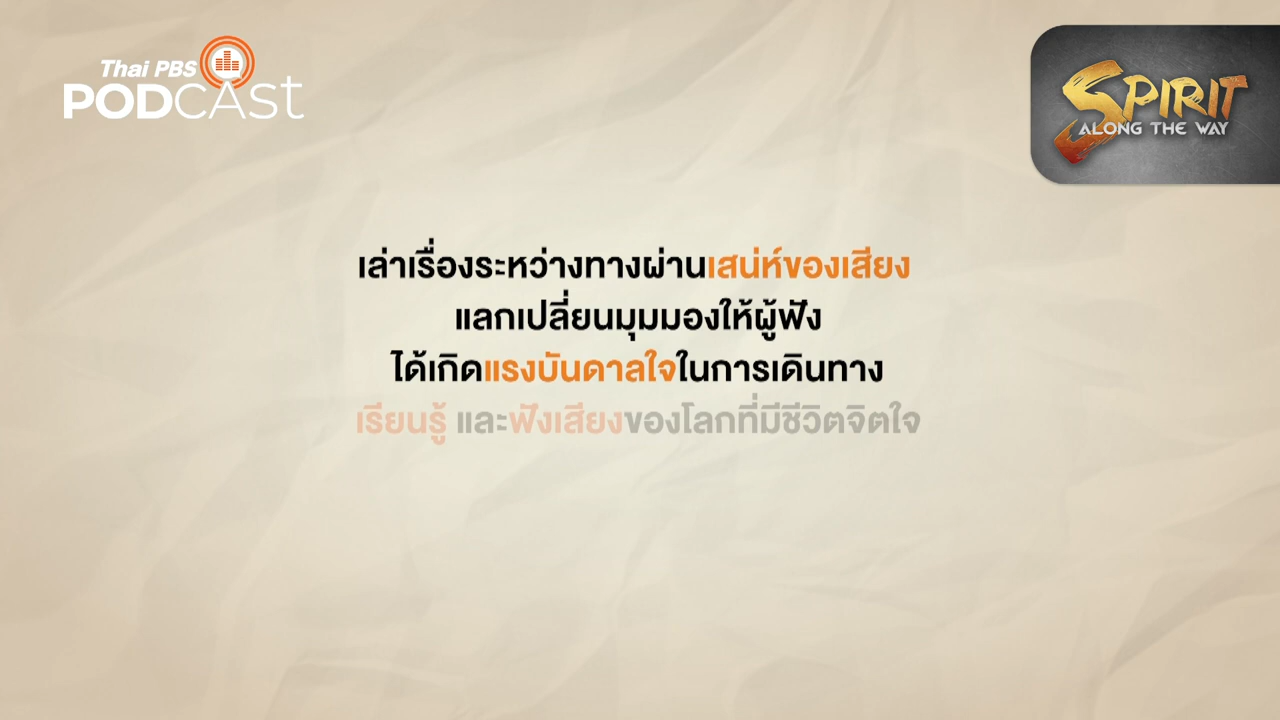 Thai PBS
PODCASt
SPIRIT
ALONG THE WAY
เล่าเรื่องระหว่างทางผ่านเสน่ห์ของเสียง
แลกเปลี่ยนมุมมองให้ผู้ฟัง
ได้เกิดแรงบันดาลใจในการเดินทาง
เรียนรู้ และฟังเสียงของโลกที่มีชีวิตจิตใจ